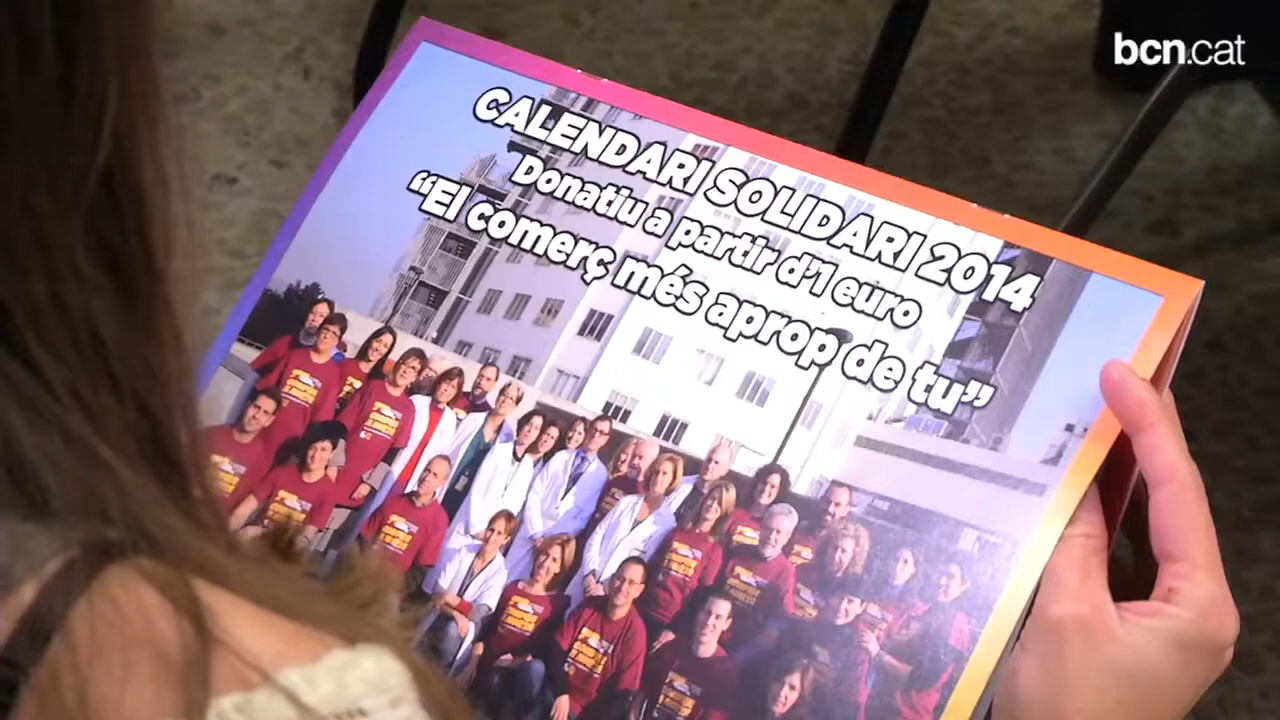 bcn.cat
CALENDARI SOLIDARI 2014
Donatiu a partir d'1 euro
“El comerç més aprop de tu”